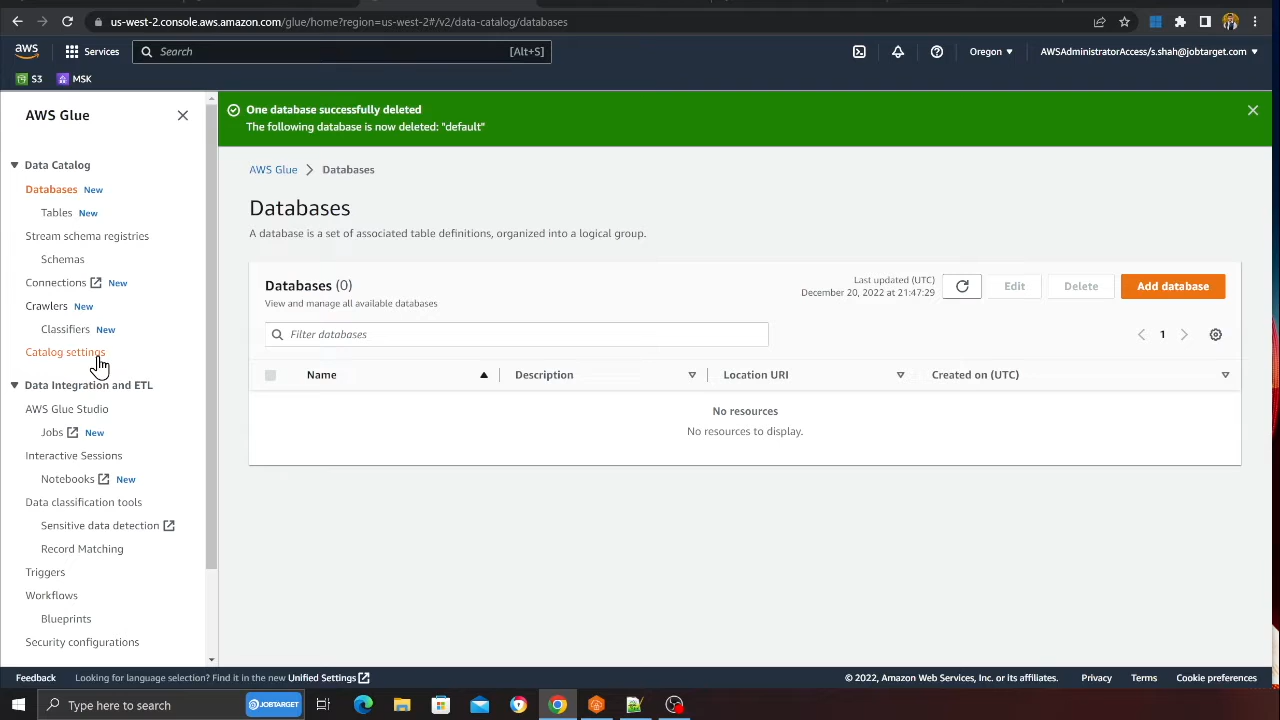 us-west-2.console.aws.amazon.com/glue/home?region=us-west-2#/v2/data-catalog/databases
aws
Services
Search
[Alt+S]
Oregon
AWSAdministratorAccess/s.shah@jobtarget.com
S3
MSK
AWS Glue
Data Catalog
Databases New
Tables New
Stream schema registries
Schemas
Connections New
Crawlers New
Classifiers New
Catalog settings
Data Integration and ETL
AWS Glue Studio
Jobs New
Interactive Sessions
Notebooks New
Data classification tools
Sensitive data detection
Record Matching
Triggers
Workflows
Blueprints
Security configurations
One database successfully deleted
The following database is now deleted: "default"
AWS Glue > Databases
Databases
A database is a set of associated table definitions, organized into a logical group.
Databases (0)
View and manage all available databases
Last updated (UTC)
December 20, 2022 at 21:47:29
Edit
Delete
Add database
Filter databases
1
Name
Description
Location URI
Created on (UTC)
No resources
No resources to display.
Feedback
Looking for language selection? Find it in the new Unified Settings
© 2022, Amazon Web Services, Inc. or its affiliates.
Privacy
Terms
Cookie preferences
Type here to search
JOBTARGET